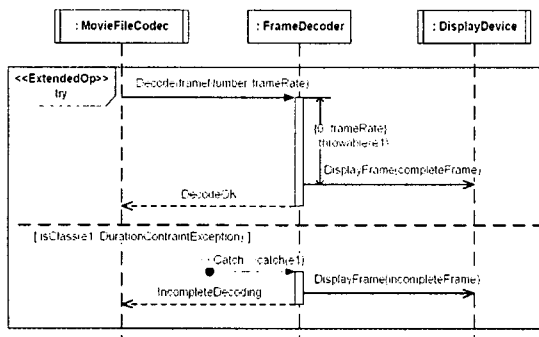 : MovieFileCodec
: FrameDecoder
: DisplayDevice
<<ExtendedOp>>
try
Decode(frameNumber, frameRate)
{0..frameRate}
throwable(e1)
DisplayFrame(completeFrame)
DecodeOK
[ isClass(e1, DurationContraintException) ]
Catch catch(e1)
DisplayFrame(incompleteFrame)
IncompleteDecoding